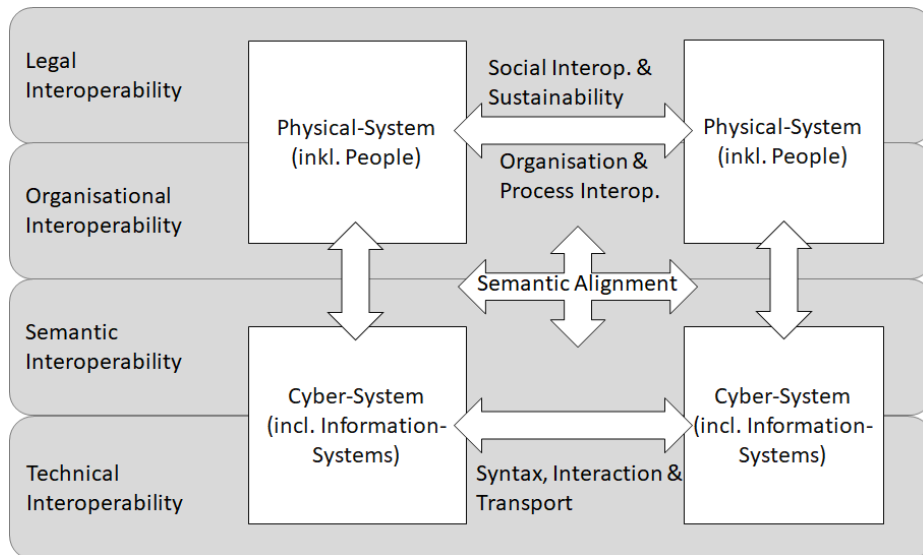 Legal
Interoperability
Physical-System
(inkl. People)
Social Interop. &
Sustainability
Organisation &
Process Interop.
Physical-System
(inkl. People)
Organisational
Interoperability
Semantic Alignment
Semantic
Interoperability
Cyber-System
(incl. Information-
Systems)
Cyber-System
(incl. Information-
Systems)
Syntax, Interaction &
Transport
Technical
Interoperability